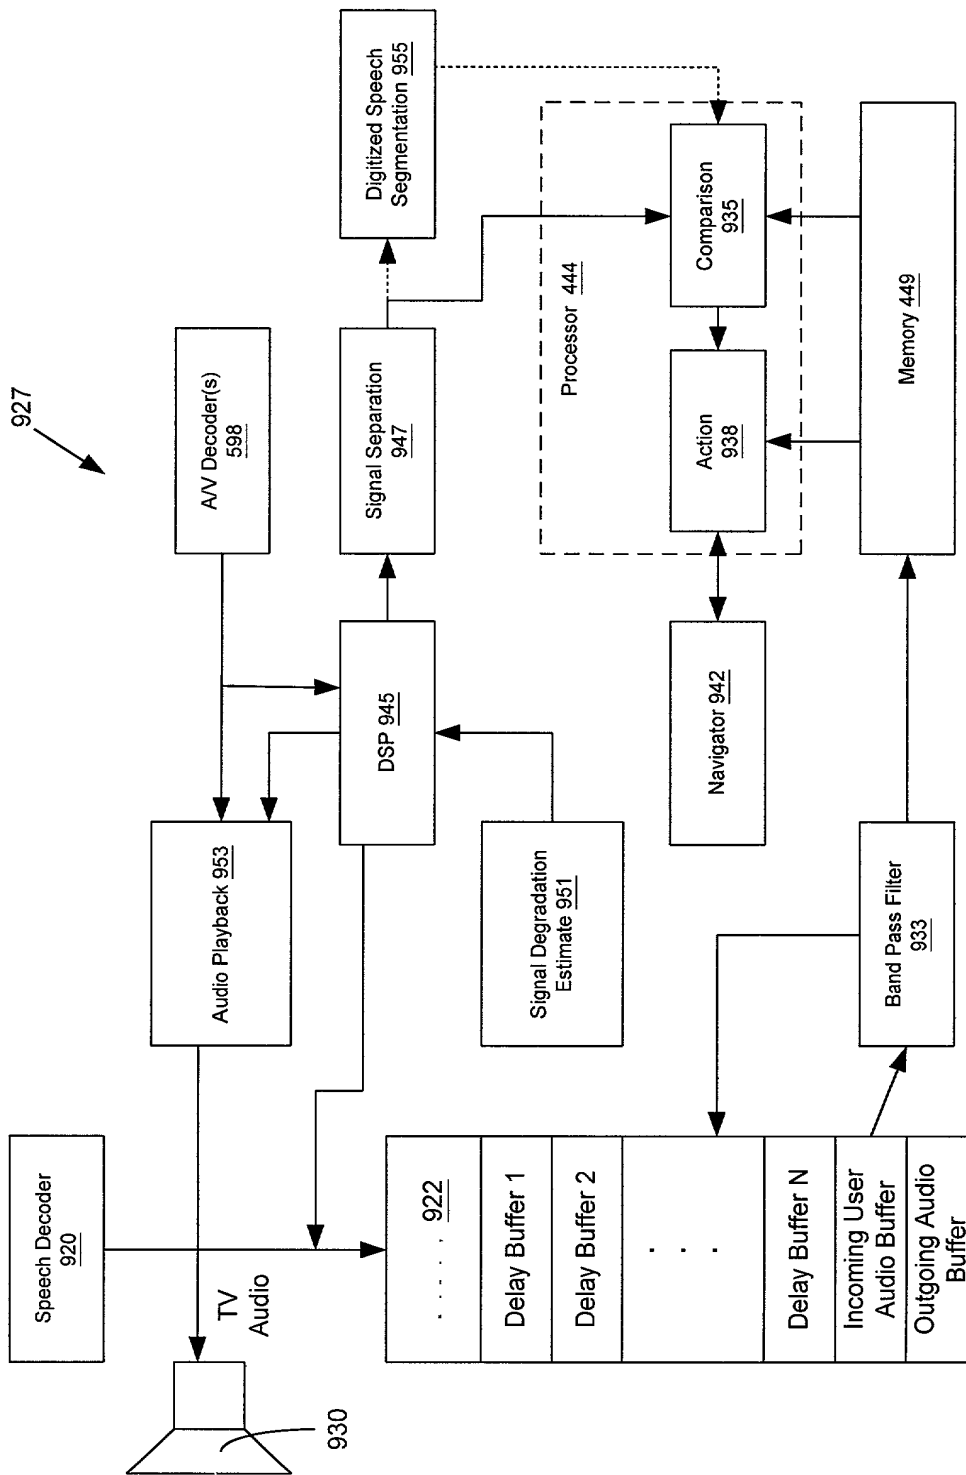 927
Speech Decoder
920
Audio Playback 953
A/V Decoder(s)
598
TV
Audio
930
DSP 945
Signal Separation
947
Digitized Speech
Segmentation 955
Signal Degradation
Estimate 951
Processor 444
Navigator 942
Action
938
Comparison
935
Band Pass Filter
933
Memory 449
. . . . . 922
Delay Buffer 1
Delay Buffer 2
. . .
Delay Buffer N
Incoming User
Audio Buffer
Outgoing Audio
Buffer